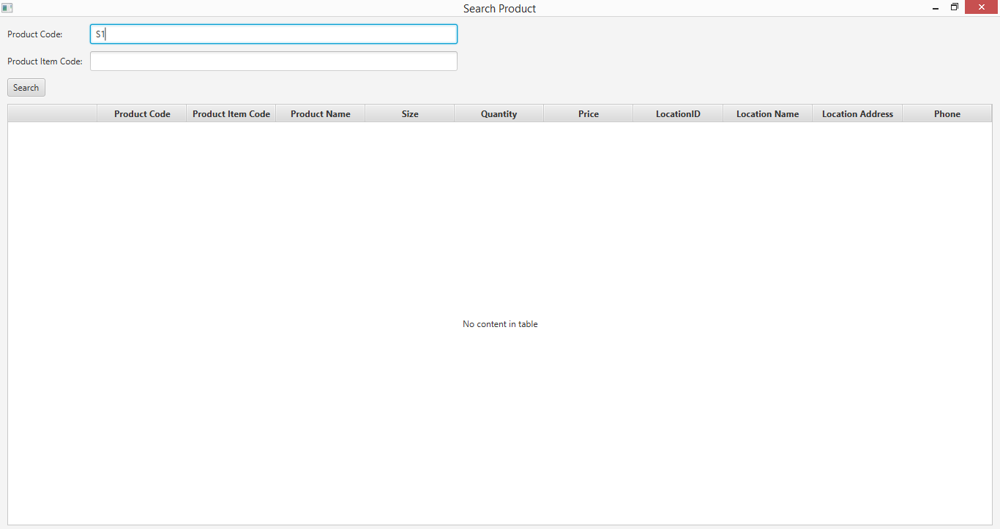 Search Product
Product Code: S1
Product Item Code:
Search
Product Code Product Item Code Product Name Size Quantity Price LocationID Location Name Location Address Phone
No content in table